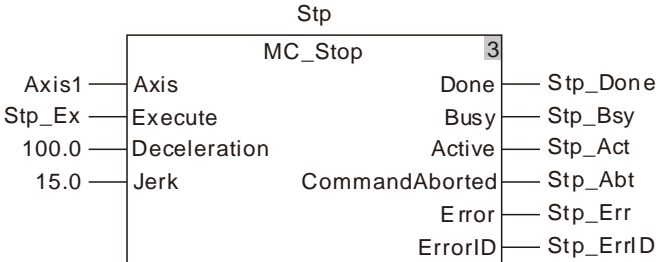 Stp
MC_Stop 3
Axis1 Axis Done Stp_Done
Stp_Ex Execute Busy Stp_Bsy
100.0 Deceleration Active Stp_Act
15.0 Jerk CommandAborted Stp_Abt
Error Stp_Err
ErrorID Stp_ErrID